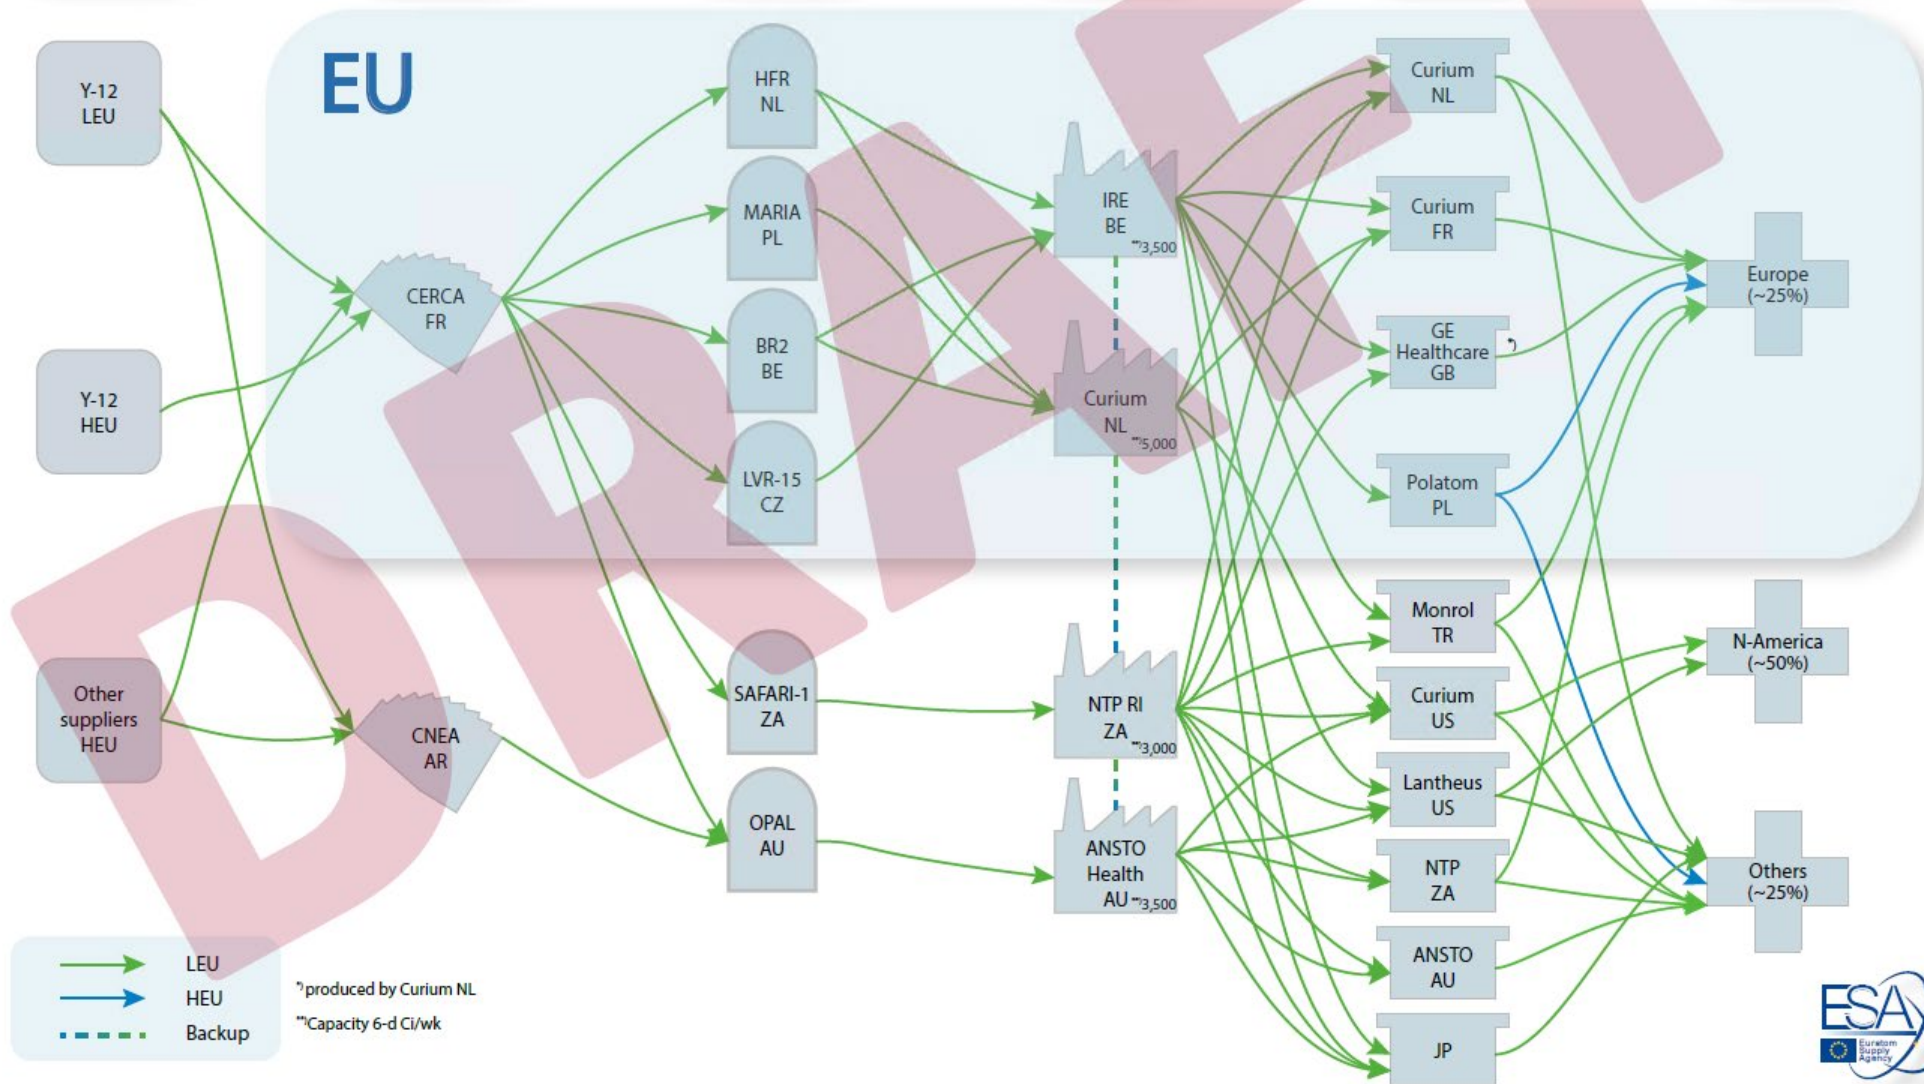 EU
DRAFT
Y-12
LEU
Y-12
HEU
Other
suppliers
HEU
CERCA
FR
CNEA
AR
HFR
NL
MARIA
PL
BR2
BE
LVR-15
CZ
SAFARI-1
ZA
OPAL
AU
IRE
BE
**)3,500
Curium
NL
**)5,000
NTP RI
ZA
**)3,000
ANSTO
Health
AU **)3,500
Curium
NL
Curium
FR
GE
Healthcare
GB
*)
Polatom
PL
Monrol
TR
Curium
US
Lantheus
US
NTP
ZA
ANSTO
AU
JP
Europe
(~25%)
N-America
(~50%)
Others
(~25%)
LEU
HEU
Backup
*)produced by Curium NL
**)Capacity 6-d Ci/wk
ESA
Euratom
Supply
Agency